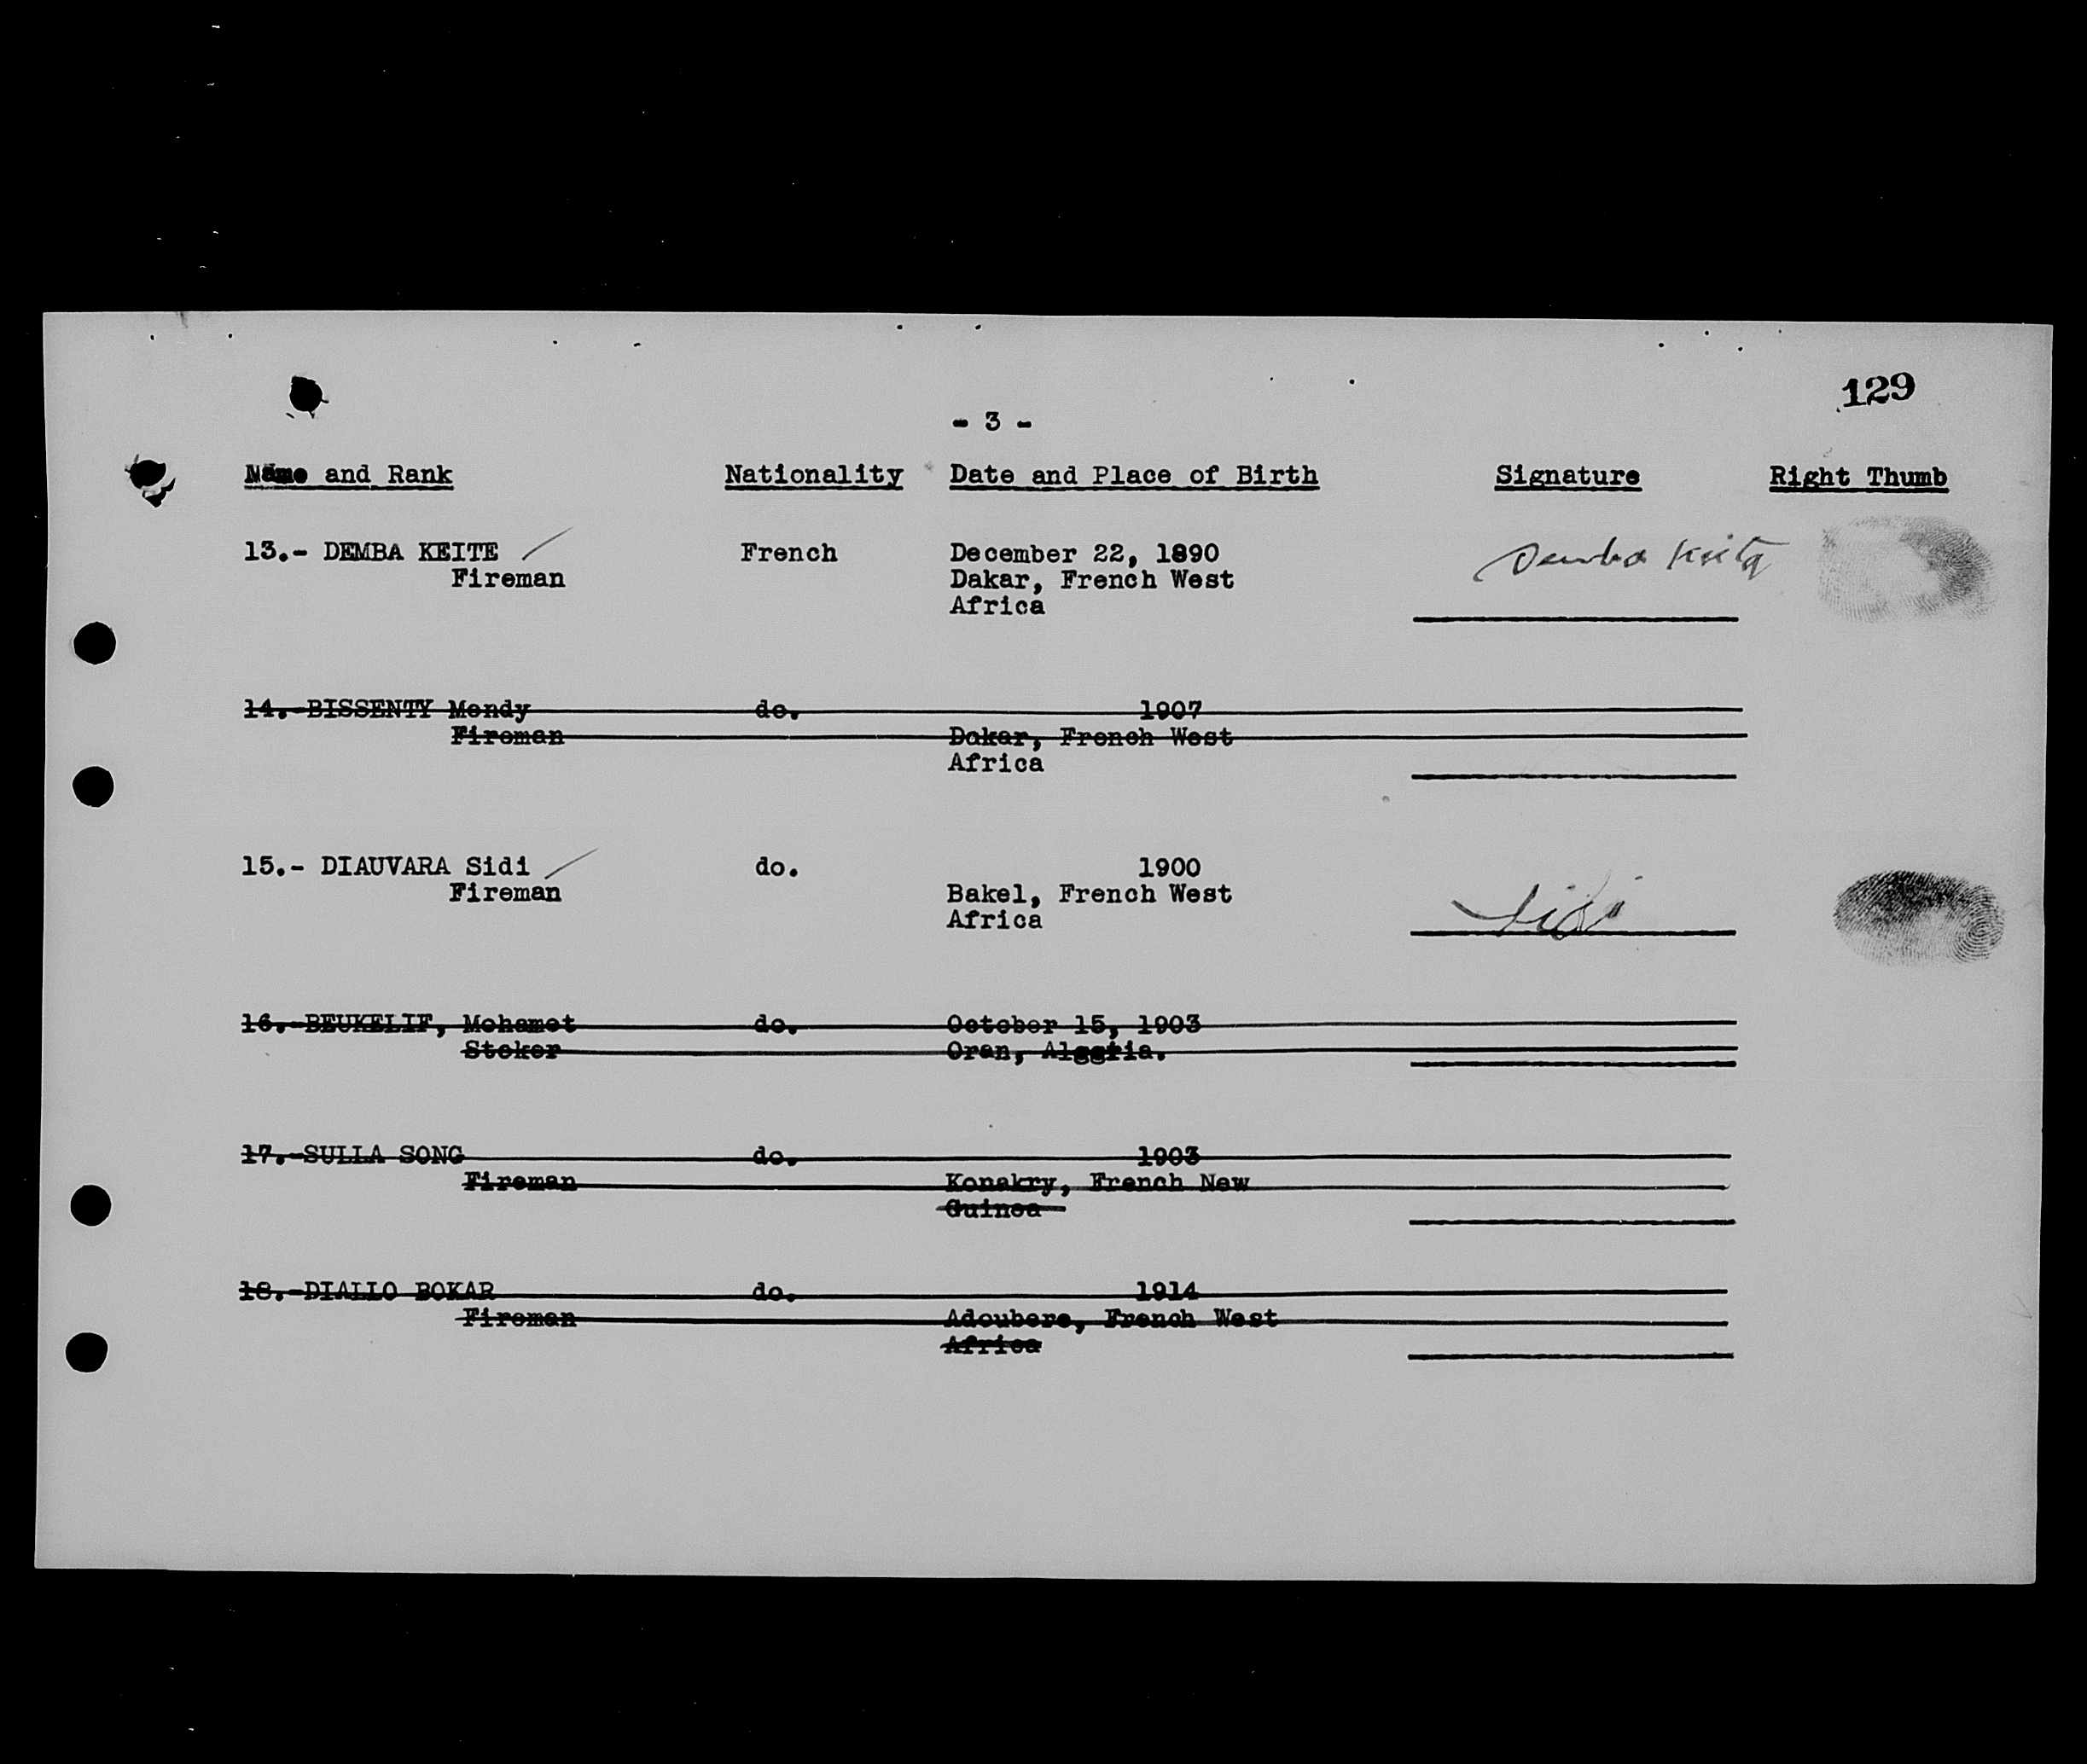 129
- 3 -
Name and Rank Nationality Date and Place of Birth Signature Right Thumb
13.- DEMBA KEITE French December 22, 1890 Demba Keita
Fireman Dakar, French West
Africa
14.-BISSENTY Mendy do. 1907
Fireman Dakar, French West
Africa
15.- DIAUVARA Sidi do. 1900
Fireman Bakel, French West
Africa Sidi
16.-BEUKELIF, Mohamet do. October 15, 1903
Stoker Oran, Algeria.
17.-SULLA SONG do. 1903
Fireman Konakry, French New
Guinea
18.-DIALLO BOKAR do. 1914
Fireman Adoubere, French West
Africa